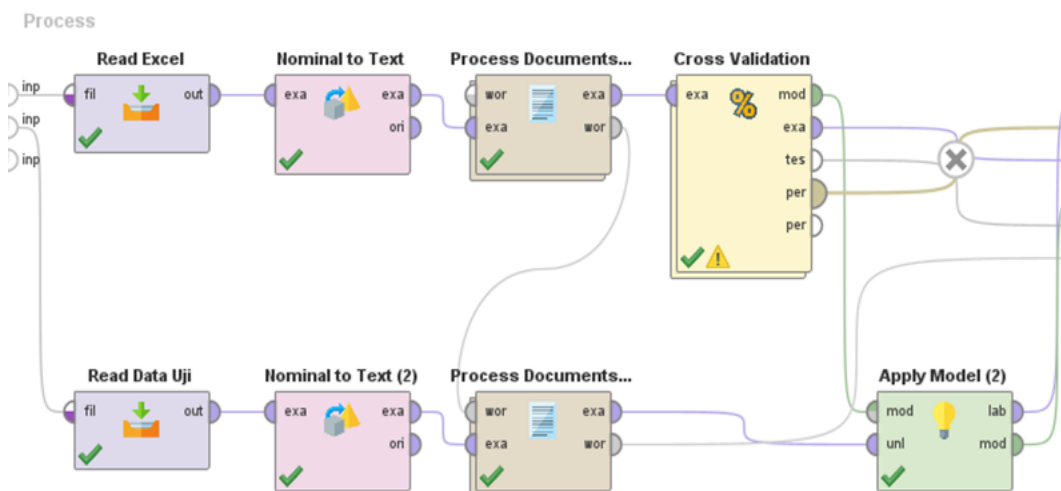 Process
Read Excel
Nominal to Text
Process Documents...
Cross Validation
inp
fil
out
exa
exa
wor
exa
exa
mod
inp
ori
exa
wor
exa
inp
tes
per
per
Read Data Uji
Nominal to Text (2)
Process Documents...
Apply Model (2)
fil
out
exa
exa
wor
exa
mod
lab
ori
exa
wor
unl
mod